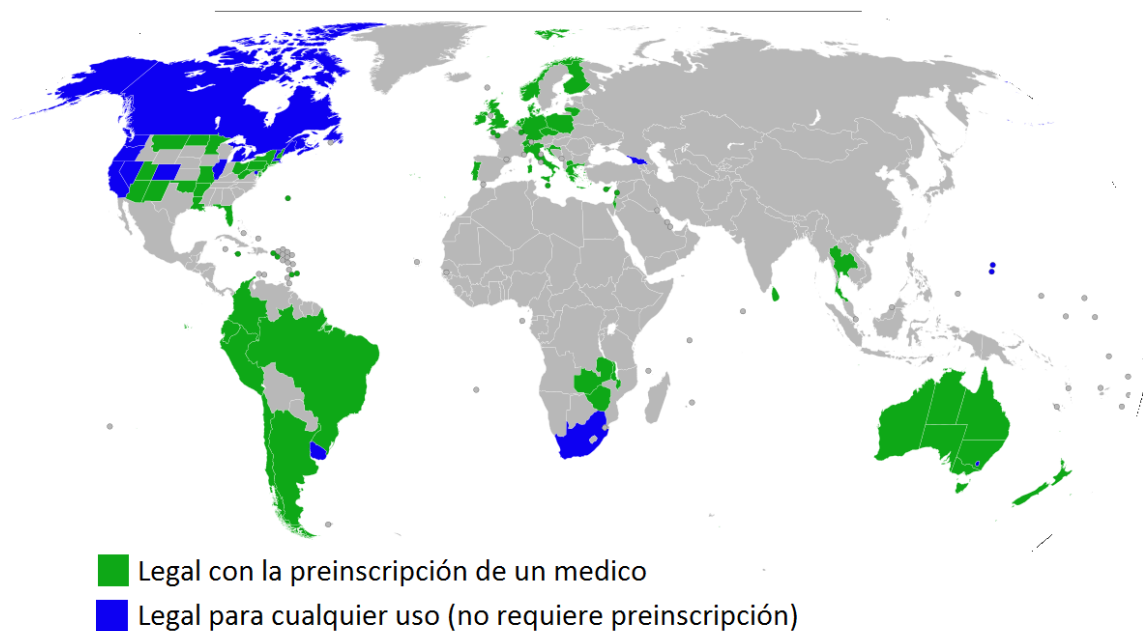 Legal con la preinscripción de un medico
Legal para cualquier uso (no requiere preinscripción)